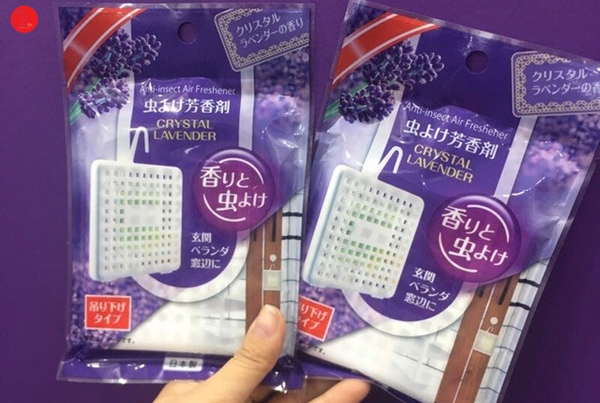 クリスタル
ラベンダーの香り
Anti-insect Air Freshener
虫よけ芳香剤
CRYSTAL
LAVENDER
香りと
虫よけ
玄関
ベランダ
窓辺に
吊り下げ
タイプ
です。
日本製
クリスタル
ラベンダーの香
Anti-insect Air Freshener
虫よけ芳香剤
CRYSTAL
LAVENDER
香りと
虫よけ
玄関
ベランダ
窓辺に
吊り下げ
タイプ